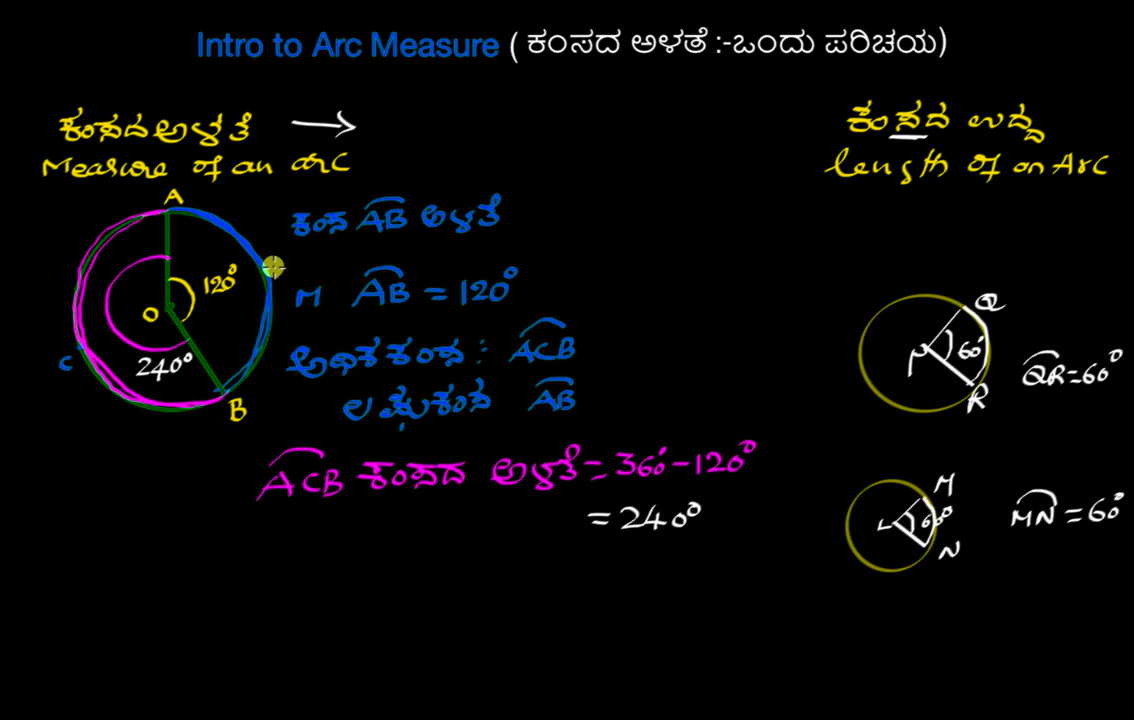 Intro to Arc Measure ( ಕಂಸದ ಅಳತೆ :-ಒಂದು ಪರಿಚಯ)
ಕಂಸದ ಅಳತೆ →
Measure of an arc
A
120°
O
240°
C
B
ಕಂಸ AB ಅಳತೆ
M AB = 120°
ಅಧಿಕ ಕಂಸ : ACB
ಲಘುಕಂಸ AB
ACB ಕಂಸದ ಅಳತೆ = 360° - 120°
= 240°
ಕಂಸದ ಉದ್ದ
length of an Arc
Q
P 60°
R
QR = 60°
M
L 60°
N
MN = 60°